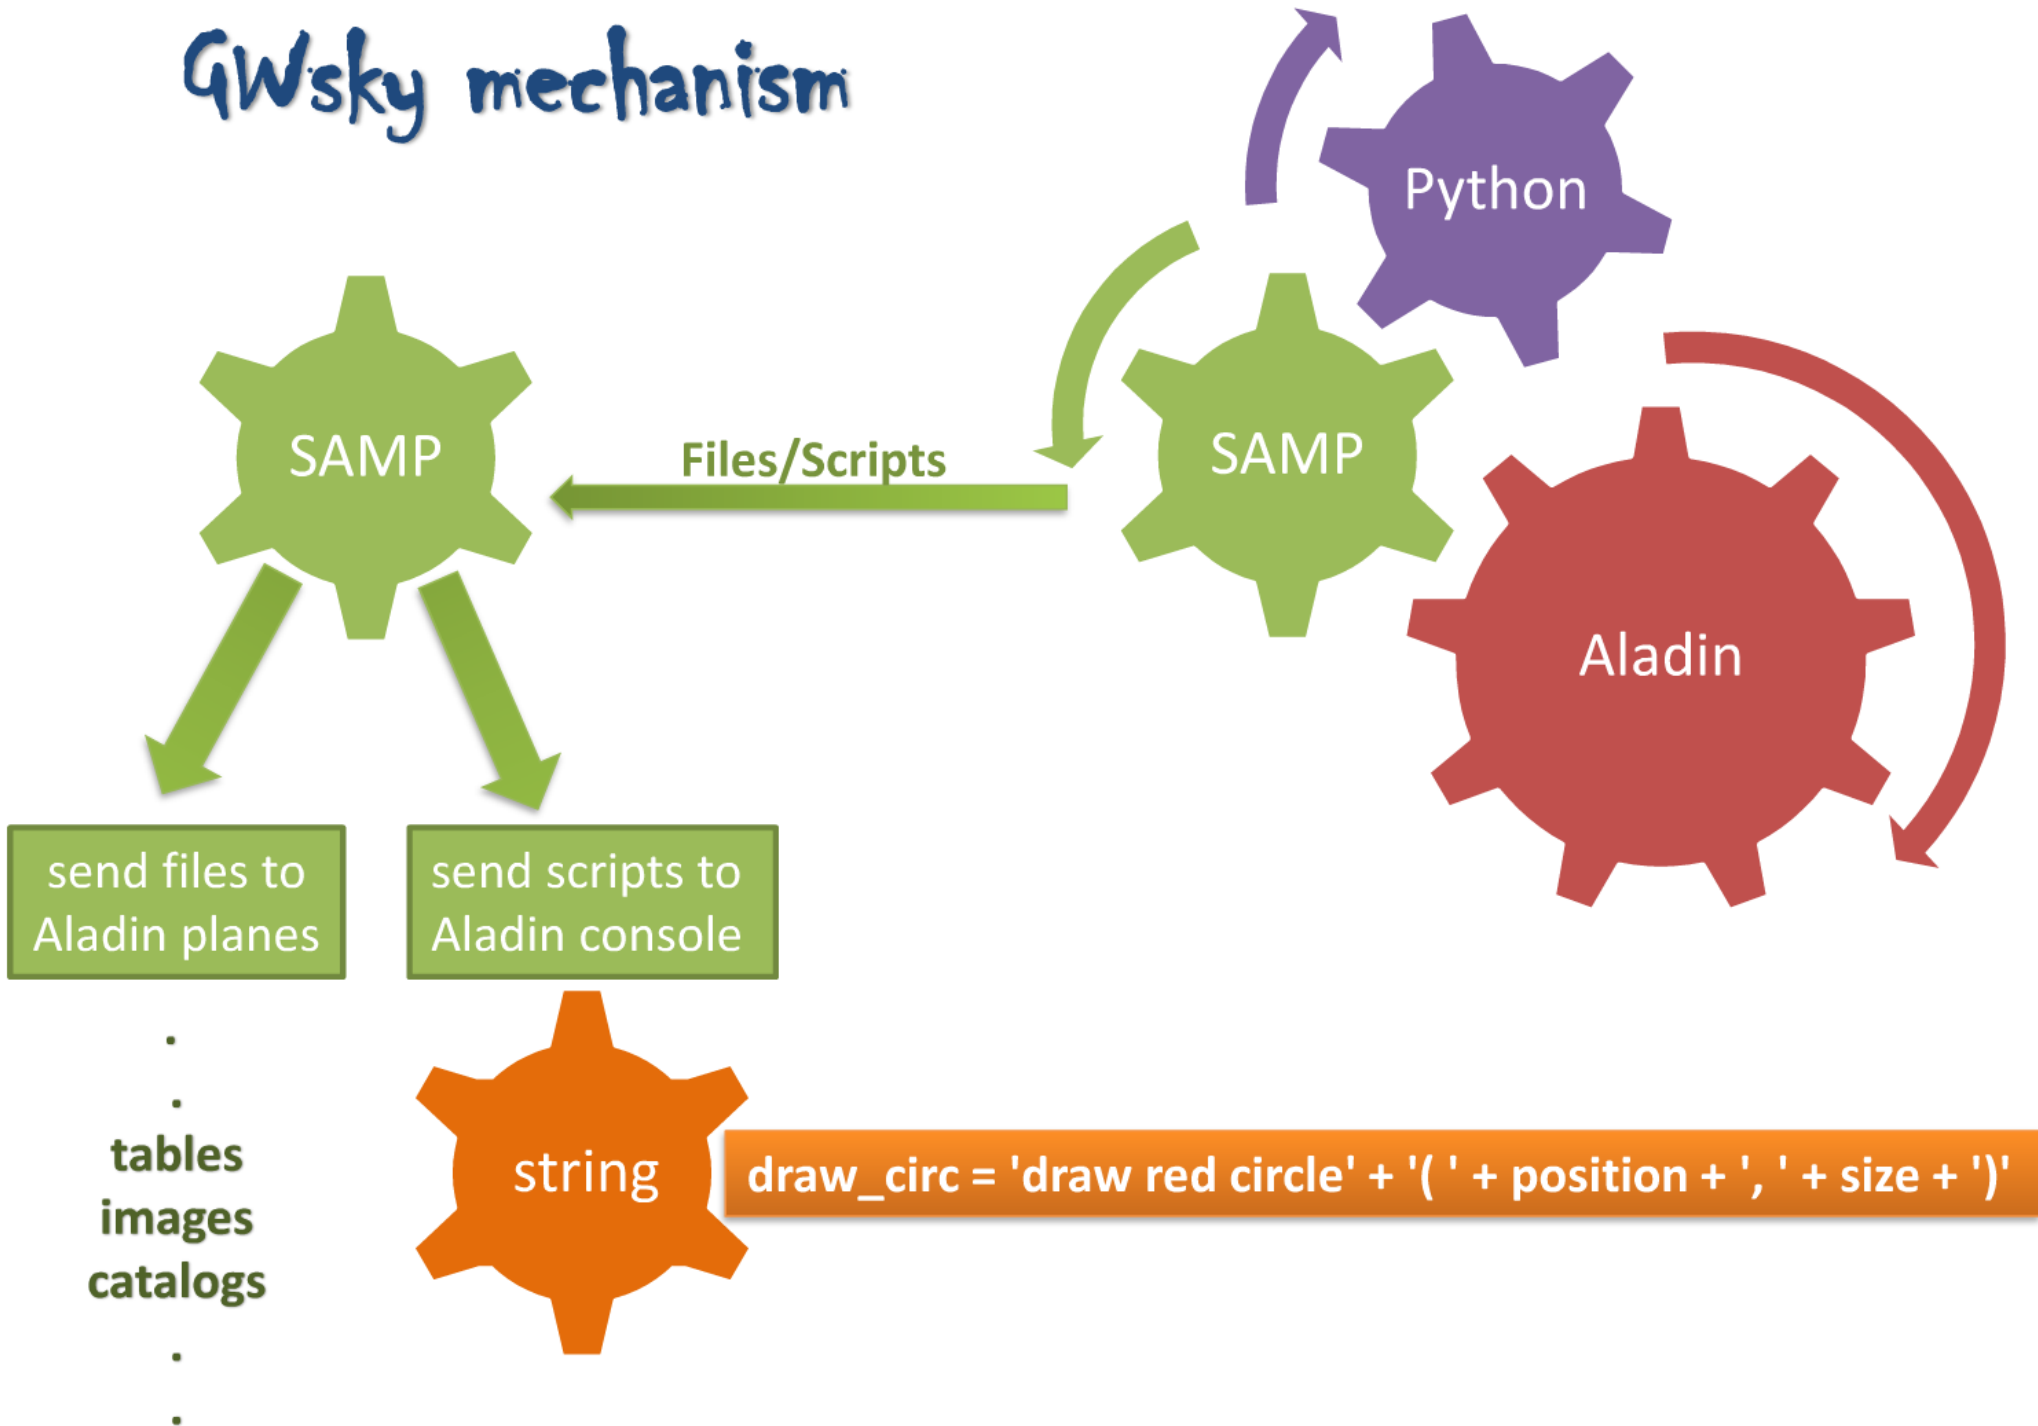 GWsky mechanism
Python
SAMP
Files/Scripts
SAMP
Aladin
send files to
Aladin planes
send scripts to
Aladin console
.
.
tables
images
catalogs
.
.
string
draw_circ = 'draw red circle' + '( ' + position + ', ' + size + ')'